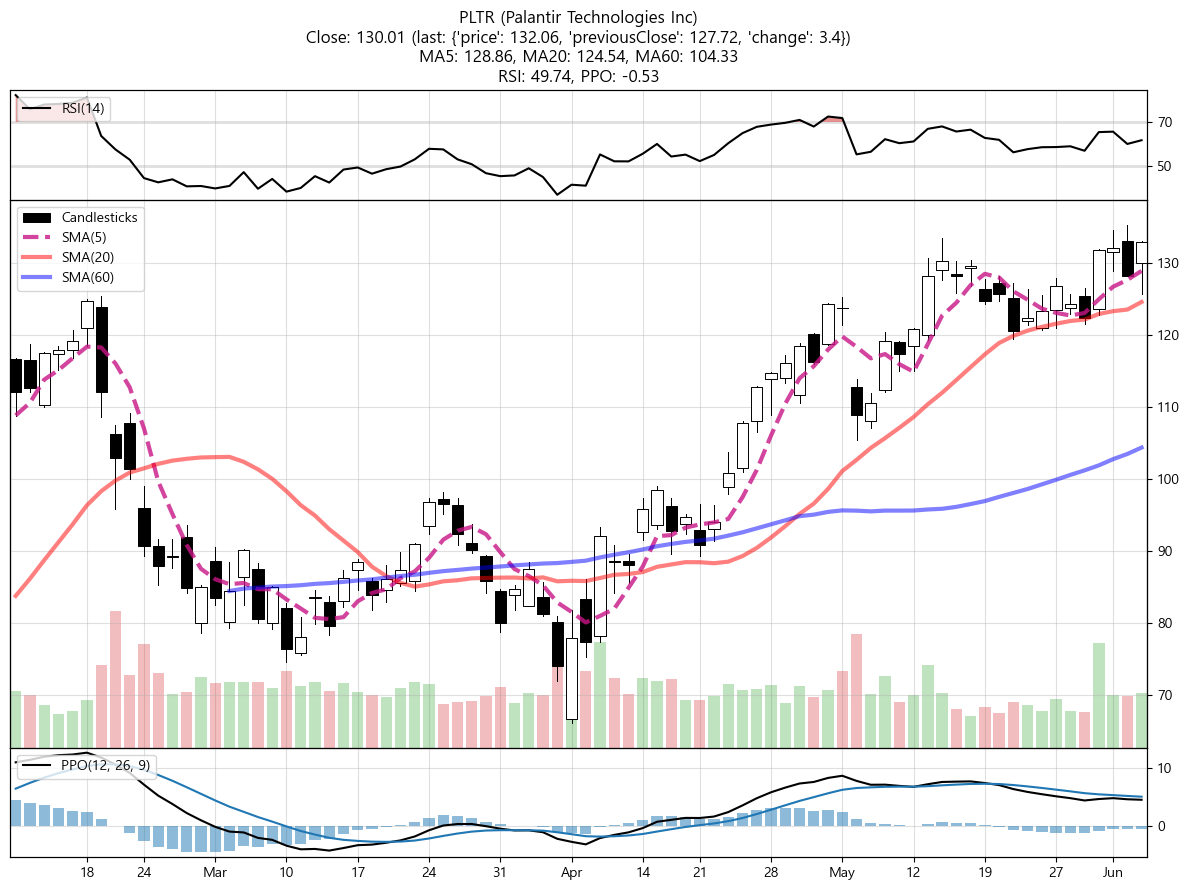 PLTR (Palantir Technologies Inc)
Close: 130.01 (last: {'price': 132.06, 'previousClose': 127.72, 'change': 3.4})
MA5: 128.86, MA20: 124.54, MA60: 104.33
RSI: 49.74, PPO: -0.53
RSI(14)
70
50
Candlesticks
SMA(5)
SMA(20)
SMA(60)
130
120
110
100
90
80
70
PPO(12, 26, 9)
10
0
18 24 Mar 10 17 24 31 Apr 8 14 21 28 May 12 19 27 Jun